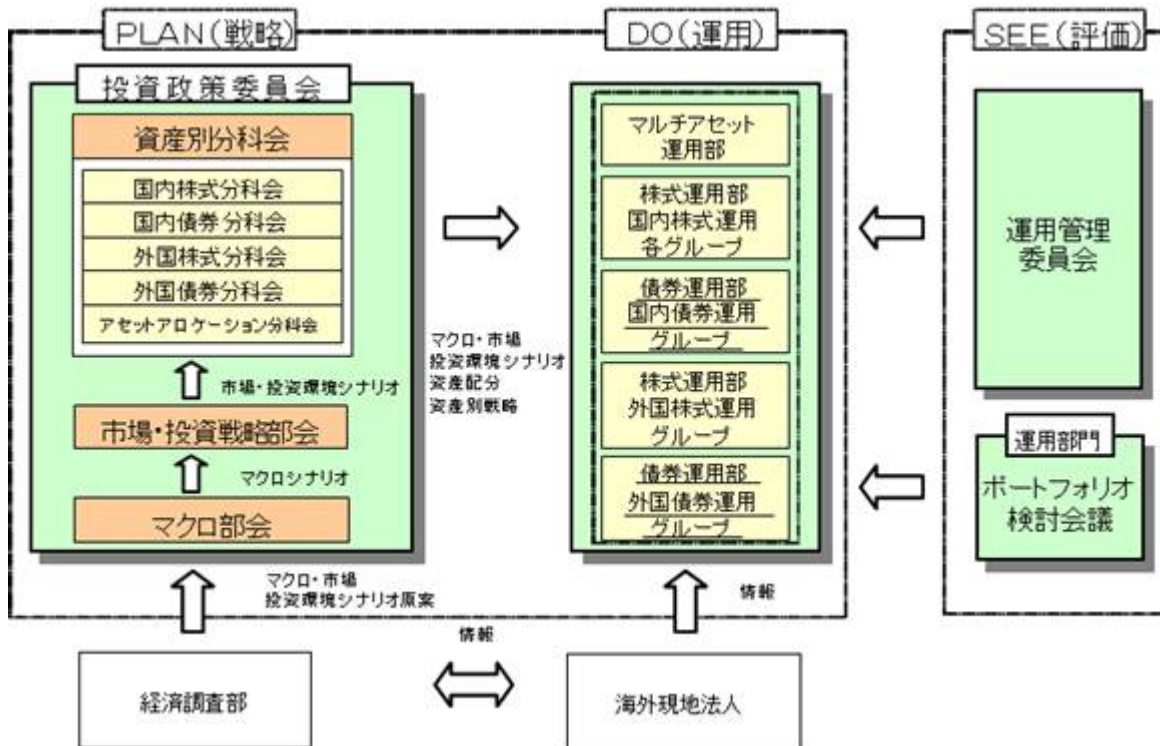 PLAN(戦略)
投資政策委員会
資産別分科会
国内株式分科会
国内債券分科会
外国株式分科会
外国債券分科会
アセットアロケーション分科会
市場・投資環境シナリオ
市場・投資戦略部会
マクロシナリオ
マクロ部会
マクロ・市場
投資環境シナリオ原案
経済調査部
マクロ・市場
投資環境シナリオ
資産配分
資産別戦略
情報
DO(運用)
マルチアセット
運用部
株式運用部
国内株式運用
各グループ
債券運用部
国内債券運用
グループ
株式運用部
外国株式運用
グループ
債券運用部
外国債券運用
グループ
情報
海外現地法人
SEE(評価)
運用管理
委員会
運用部門
ポートフォリオ
検討会議